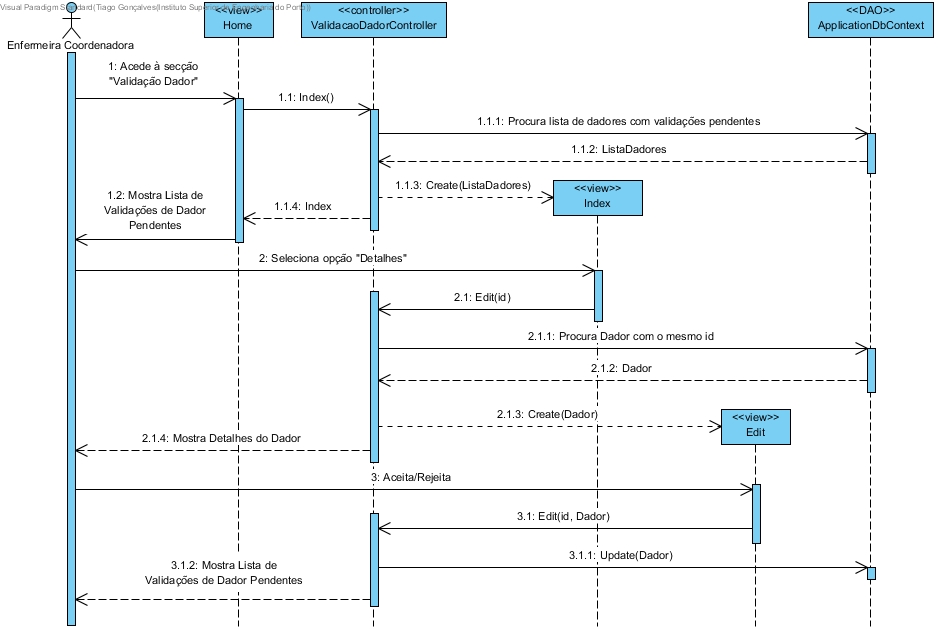 Visual Paradigm Standard(Tiago Gonçalves(Instituto Superior de Engenharia do Porto))
<<view>>
Home
<<controller>>
ValidacaoDadorController
<<DAO>>
ApplicationDbContext
Enfermeira Coordenadora
1: Acede à secção
"Validação Dador"
1.1: Index()
1.1.1: Procura lista de dadores com validações pendentes
1.1.2: ListaDadores
1.1.3: Create(ListaDadores)
<<view>>
Index
1.2: Mostra Lista de
Validações de Dador
Pendentes
1.1.4: Index
2: Seleciona opção "Detalhes"
2.1: Edit(id)
2.1.1: Procura Dador com o mesmo id
2.1.2: Dador
2.1.3: Create(Dador)
<<view>>
Edit
2.1.4: Mostra Detalhes do Dador
3: Aceita/Rejeita
3.1: Edit(id, Dador)
3.1.1: Update(Dador)
3.1.2: Mostra Lista de
Validações de Dador Pendentes